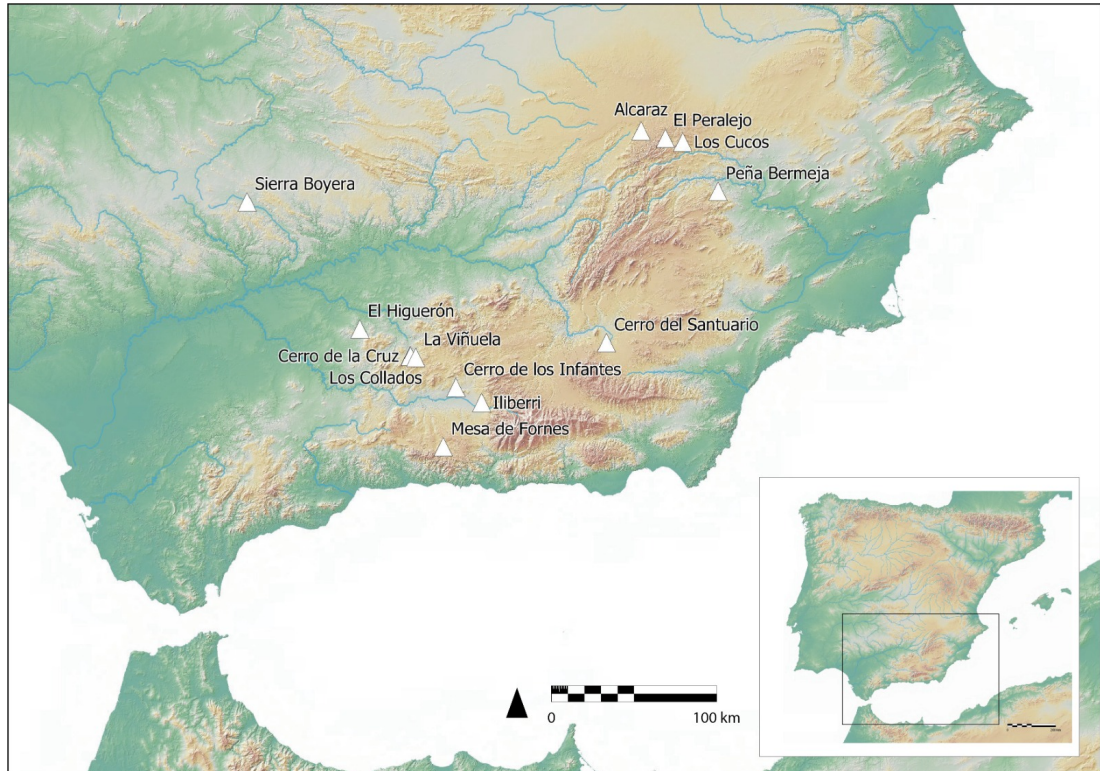 Alcaraz
El Peralejo
Los Cucos
Peña Bermeja
Sierra Boyera
El Higuerón
La Viñuela
Cerro del Santuario
Cerro de la Cruz
Los Collados
Cerro de los Infantes
Iliberri
Mesa de Fornes
0 100 km